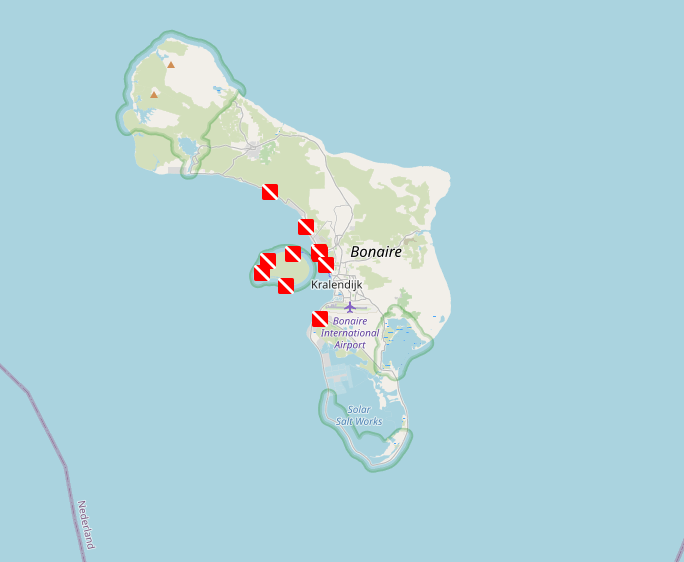 Bonaire
Kralendijk
Bonaire
International
Airport
Solar
Salt Works
Nederland